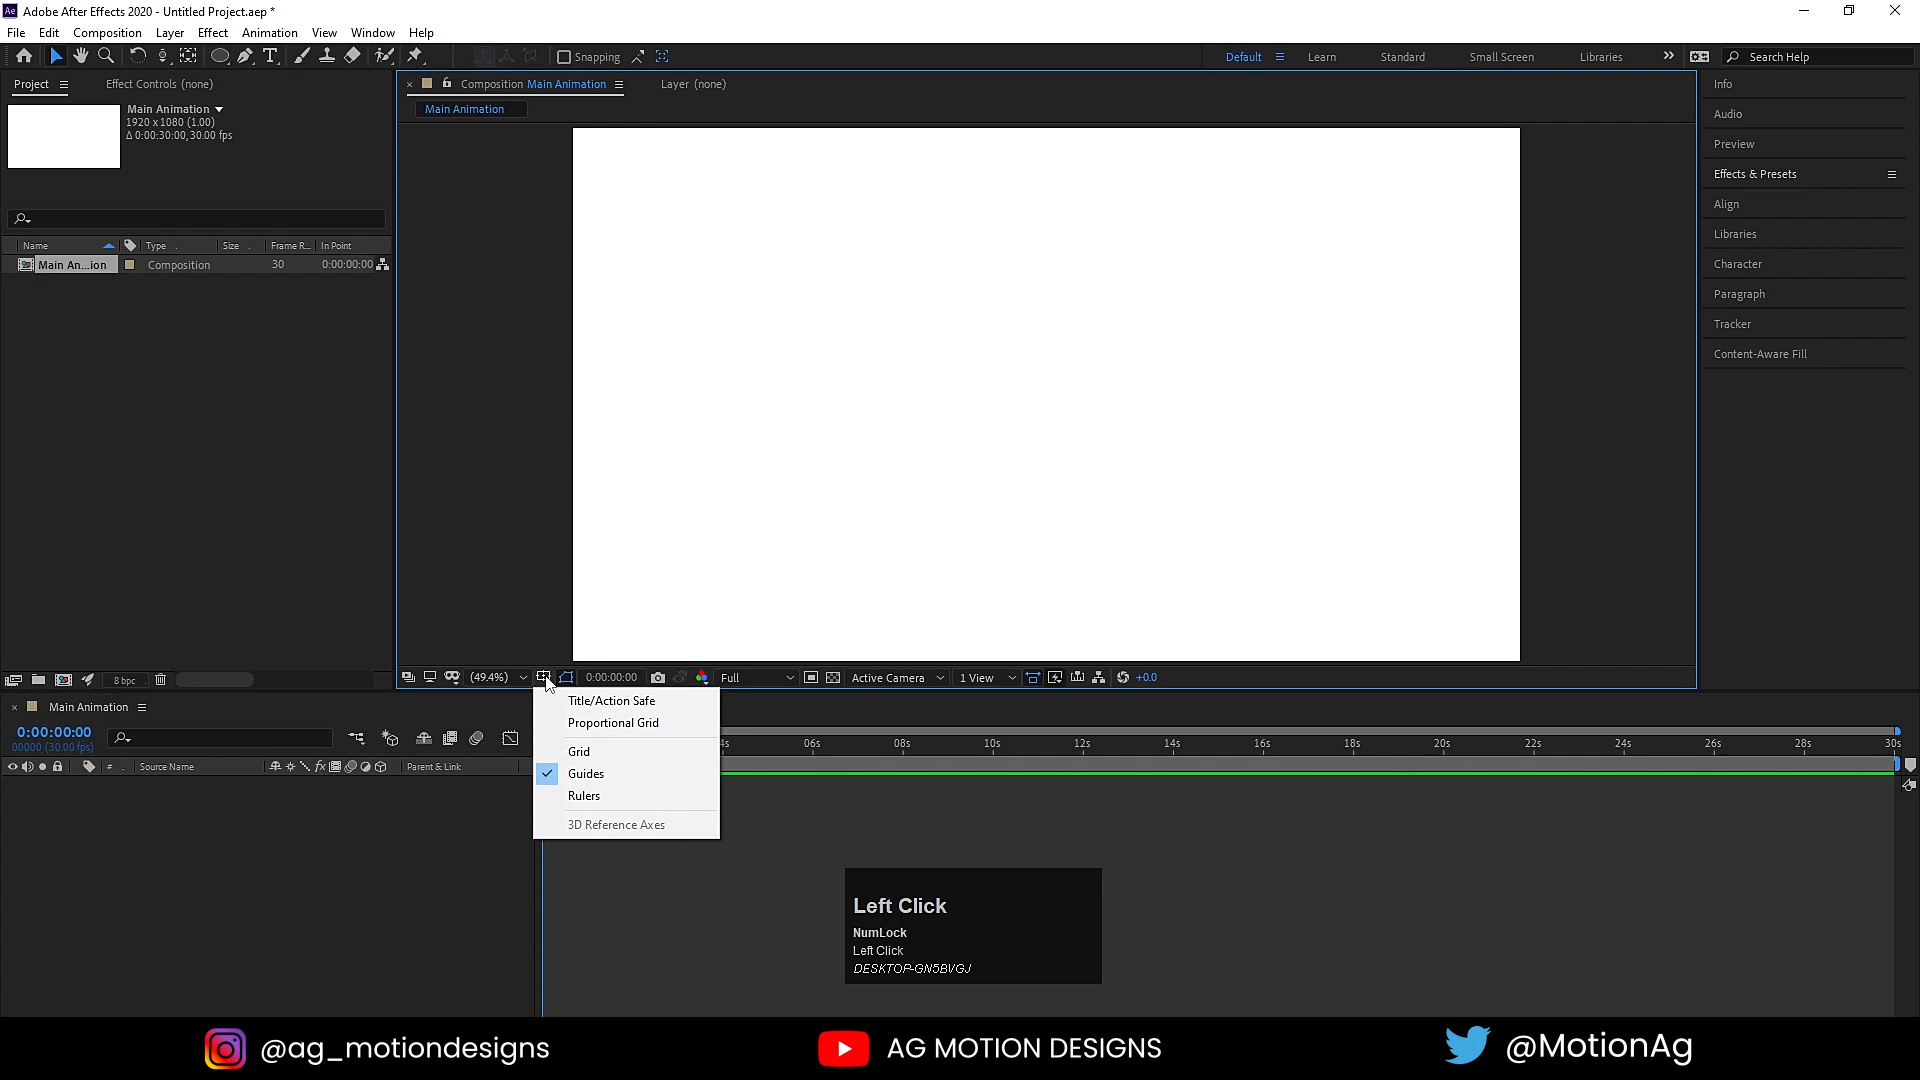 Ae Adobe After Effects 2020 - Untitled Project.aep *
File Edit Composition Layer Effect Animation View Window Help
Snapping Default Learn Standard Small Screen Libraries Search Help
Project Effect Controls (none)
Main Animation
1920 x 1080 (1.00)
Δ 0:00:30:00, 30.00 fps
Name Type Size Frame R... In Point
Main An...ion Composition 30 0:00:00:00
8 bpc
Composition Main Animation Layer (none)
Main Animation
(49.4%) 0:00:00:00 Full Active Camera 1 View +0.0
Info
Audio
Preview
Effects & Presets
Align
Libraries
Character
Paragraph
Tracker
Content-Aware Fill
Title/Action Safe
Proportional Grid
Grid
Guides
Rulers
3D Reference Axes
Main Animation
0:00:00:00
00000 (30.00 fps)
# Source Name fx Parent & Link
4s 06s 08s 10s 12s 14s 16s 18s 20s 22s 24s 26s 28s 30s
Left Click
NumLock
Left Click
DESKTOP-GN5BVGJ
@ag_motiondesigns AG MOTION DESIGNS @MotionAg